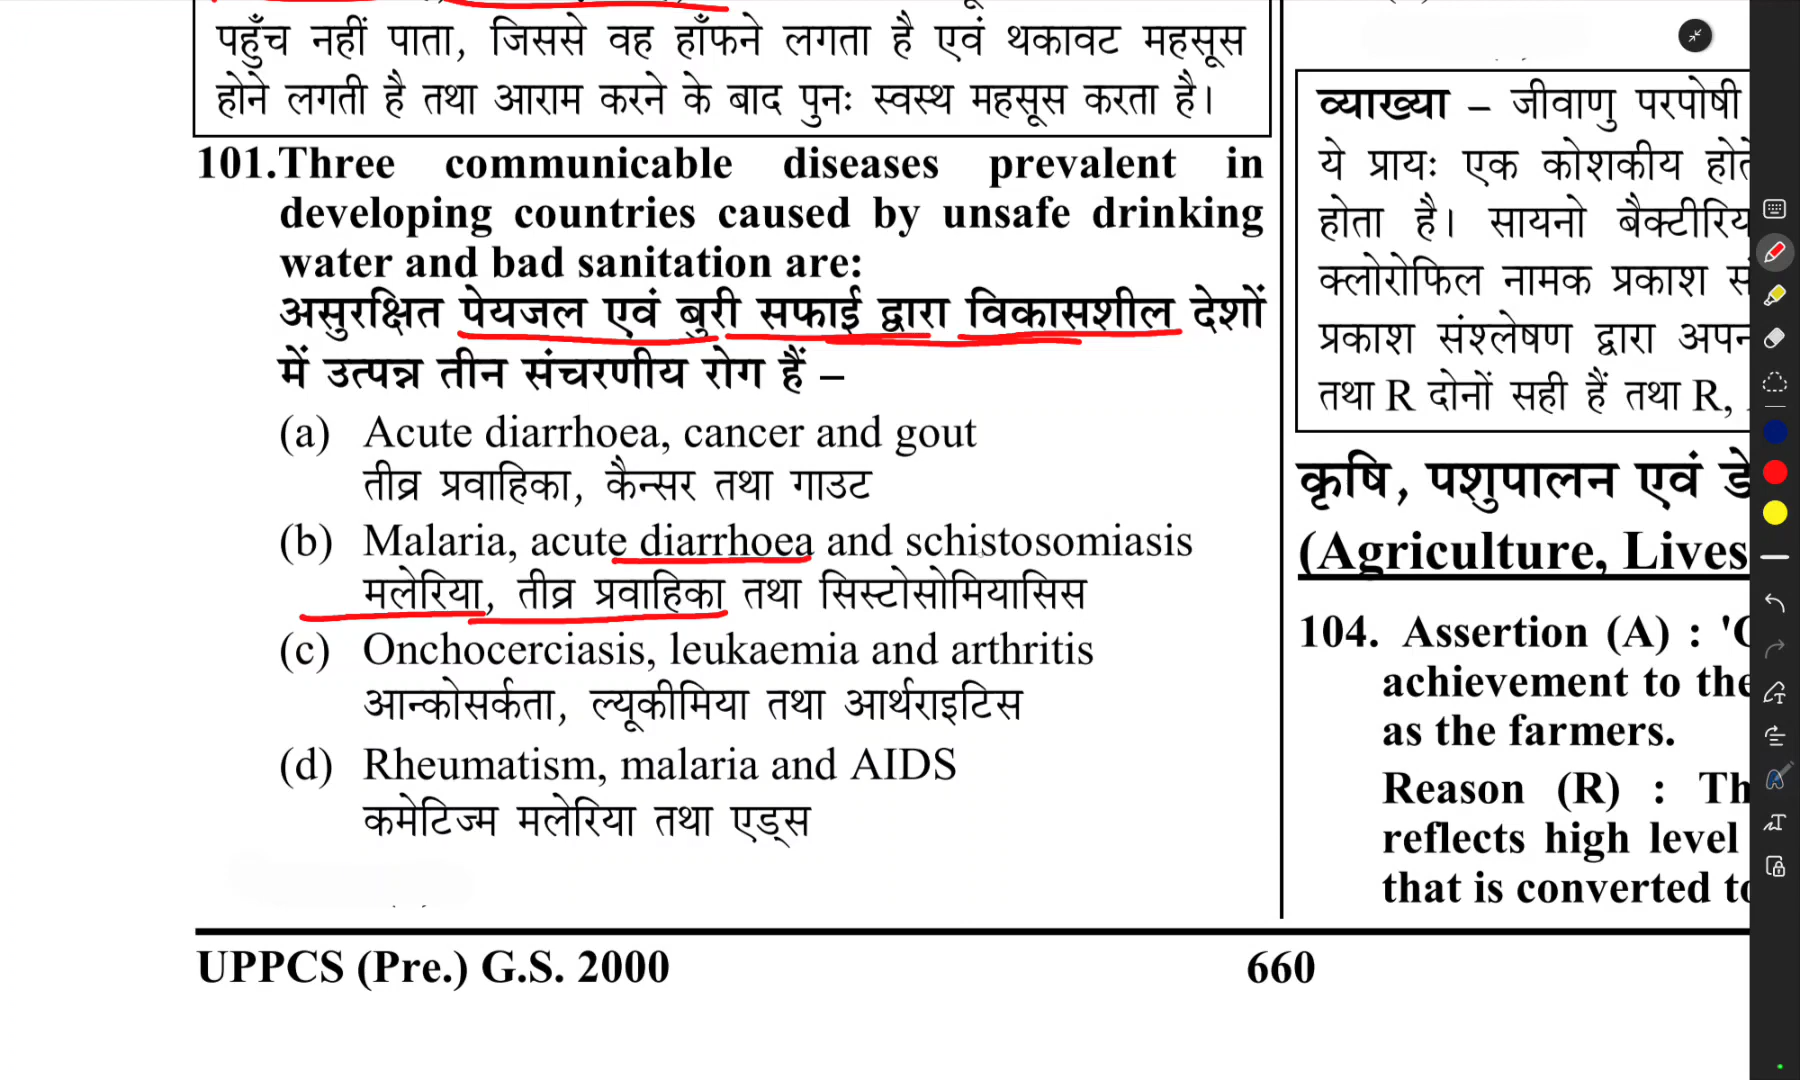 पहुँच नहीं पाता, जिससे वह हाँफने लगता है एवं थकावट महसूस
होने लगती है तथा आराम करने के बाद पुनः स्वस्थ महसूस करता है।
101.Three communicable diseases prevalent in
developing countries caused by unsafe drinking
water and bad sanitation are:
असुरक्षित पेयजल एवं बुरी सफाई द्वारा विकासशील देशों
में उत्पन्न तीन संचरणीय रोग हैं –
(a) Acute diarrhoea, cancer and gout
तीव्र प्रवाहिका, कैन्सर तथा गाउट
(b) Malaria, acute diarrhoea and schistosomiasis
मलेरिया, तीव्र प्रवाहिका तथा सिस्टोसोमियासिस
(c) Onchocerciasis, leukaemia and arthritis
आन्कोसर्कता, ल्यूकीमिया तथा आर्थराइटिस
(d) Rheumatism, malaria and AIDS
कमेटिज्म मलेरिया तथा एड्स
UPPCS (Pre.) G.S. 2000
660
व्याख्या – जीवाणु परपोषी
ये प्रायः एक कोशकीय होते
होता है। सायनो बैक्टीरिय
क्लोरोफिल नामक प्रकाश सं
प्रकाश संश्लेषण द्वारा अपन
तथा R दोनों सही हैं तथा R,
कृषि, पशुपालन एवं डे
(Agriculture, Lives
104. Assertion (A) : '
achievement to the
as the farmers.
Reason (R) : Th
reflects high level
that is converted to